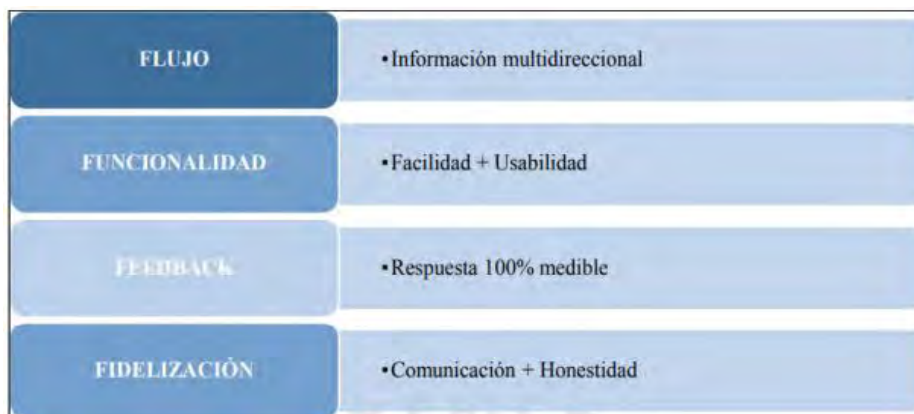 FLUJO
•Información multidireccional
FUNCIONALIDAD
•Facilidad + Usabilidad
FEEDBACK
•Respuesta 100% medible
FIDELIZACIÓN
•Comunicación + Honestidad